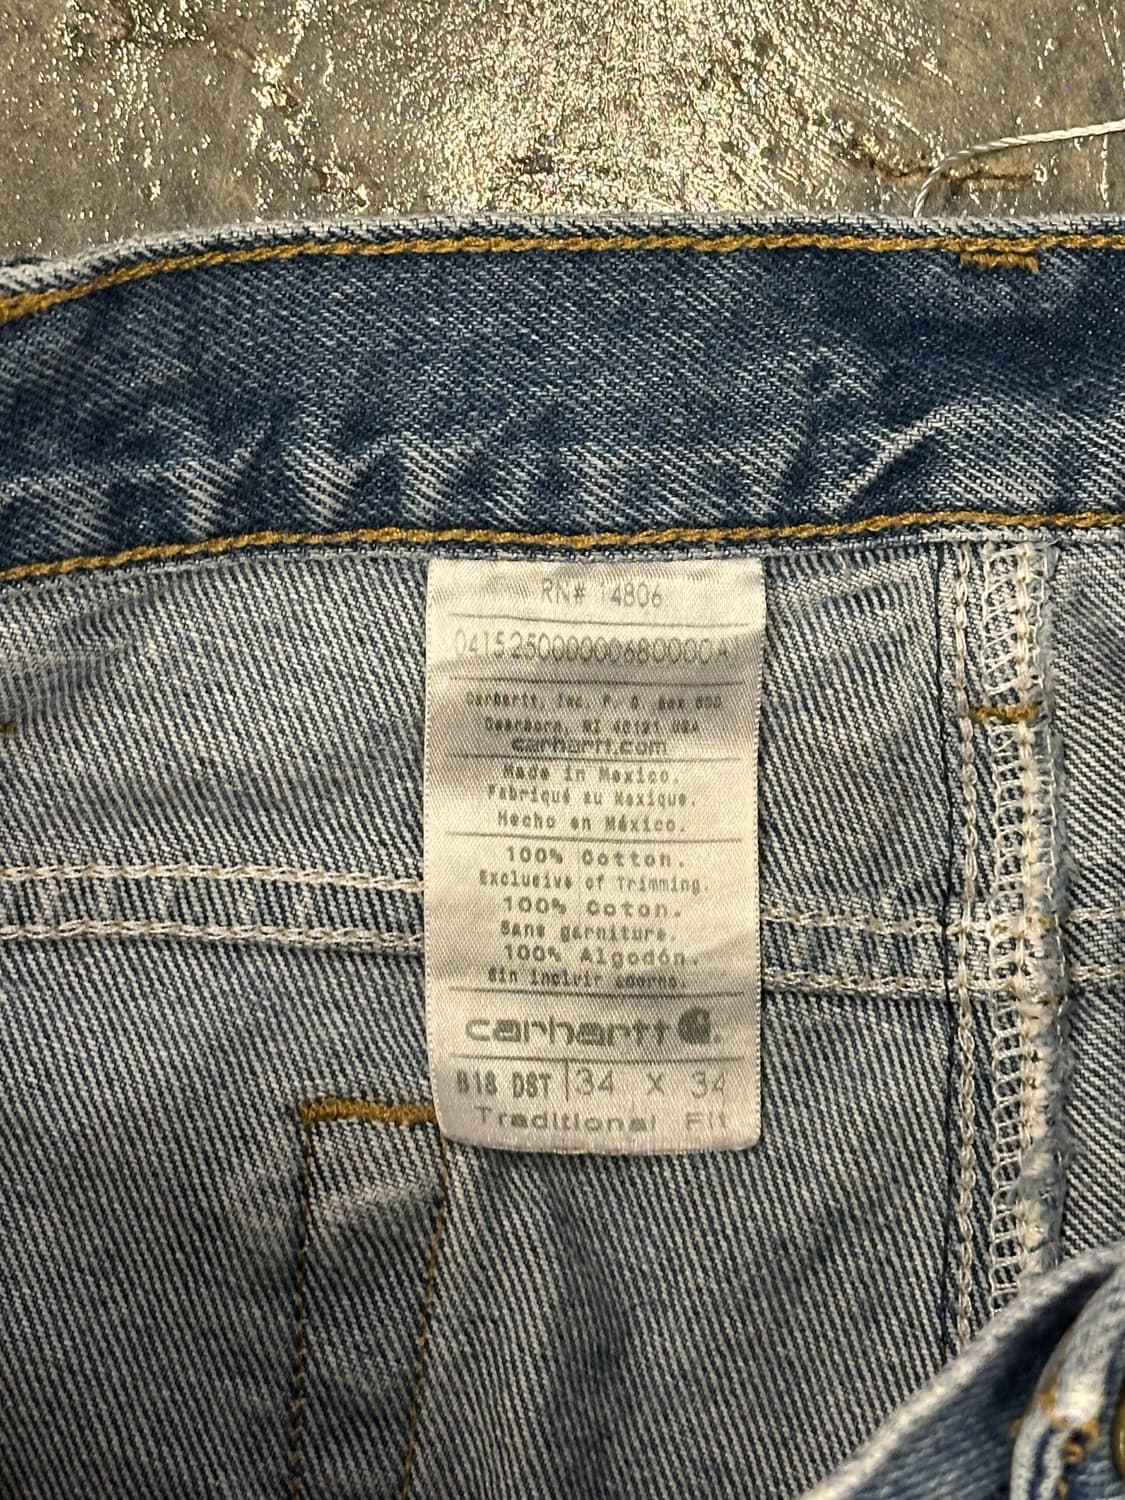 RN# 14806
041525000000680000A
Carhartt, Inc. P. O. Box 600
Dearborn, MI 48121 USA
carhartt.com
Made in Mexico.
Fabriqué au Mexique.
Hecho en México.
100% Cotton.
Exclusive of Trimming.
100% Coton.
Sans garniture.
100% Algodón.
Sin incluir adorno.
carhartt
B18 DST 34 X 34
Traditional Fit